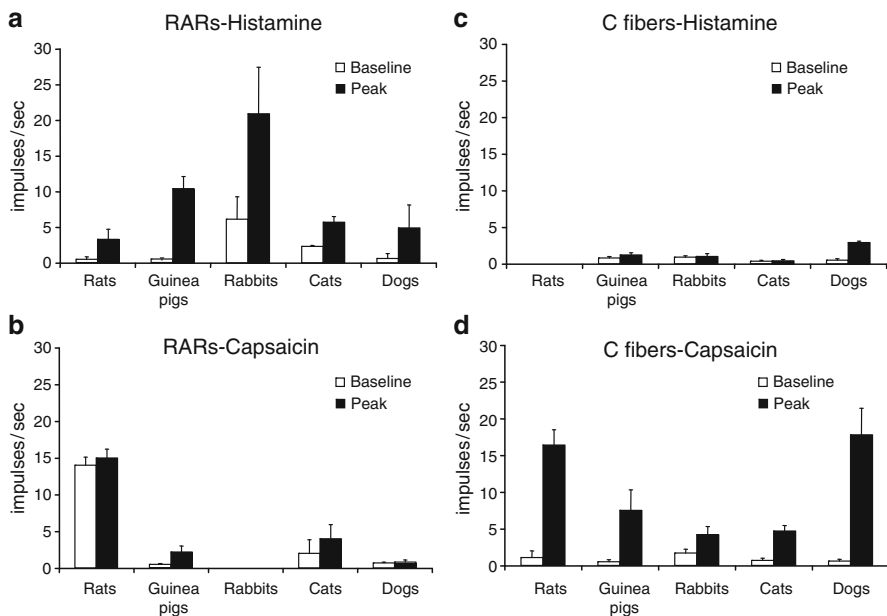 a
RARs-Histamine
impulses/sec
30
25
20
15
10
5
0
Baseline
Peak
Rats
Guinea
pigs
Rabbits
Cats
Dogs
c
C fibers-Histamine
impulses/sec
30
25
20
15
10
5
0
Baseline
Peak
Rats
Guinea
pigs
Rabbits
Cats
Dogs
b
RARs-Capsaicin
impulses/sec
30
25
20
15
10
5
0
Baseline
Peak
Rats
Guinea
pigs
Rabbits
Cats
Dogs
d
C fibers-Capsaicin
impulses/sec
30
25
20
15
10
5
0
Baseline
Peak
Rats
Guinea
pigs
Rabbits
Cats
Dogs